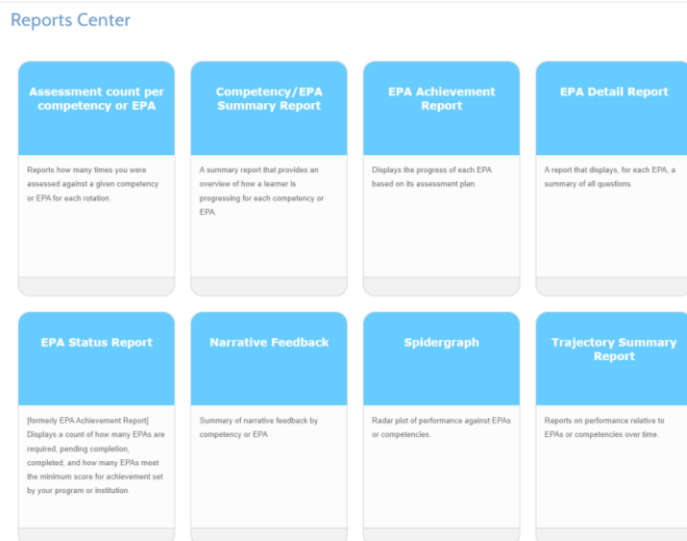 Reports Center
Assessment count per
competency or EPA
Reports how many times you were
assessed against a given competency
or EPA for each rotation.
Competency/EPA
Summary Report
A summary report that provides an
overview of how a learner is
progressing for each competency or
EPA.
EPA Achievement
Report
Displays the progress of each EPA
based on its assessment plan.
EPA Detail Report
A report that displays, for each EPA, a
summary of all questions.
EPA Status Report
[formerly EPA Achievement Report]
Displays a count of how many EPAs are
required, pending completion,
completed, and how many EPAs meet
the minimum score for achievement set
by your program or institution.
Narrative Feedback
Summary of narrative feedback by
competency or EPA
Spidergraph
Radar plot of performance against EPAs
or competencies.
Trajectory Summary
Report
Reports on performance relative to
EPAs or competencies over time.